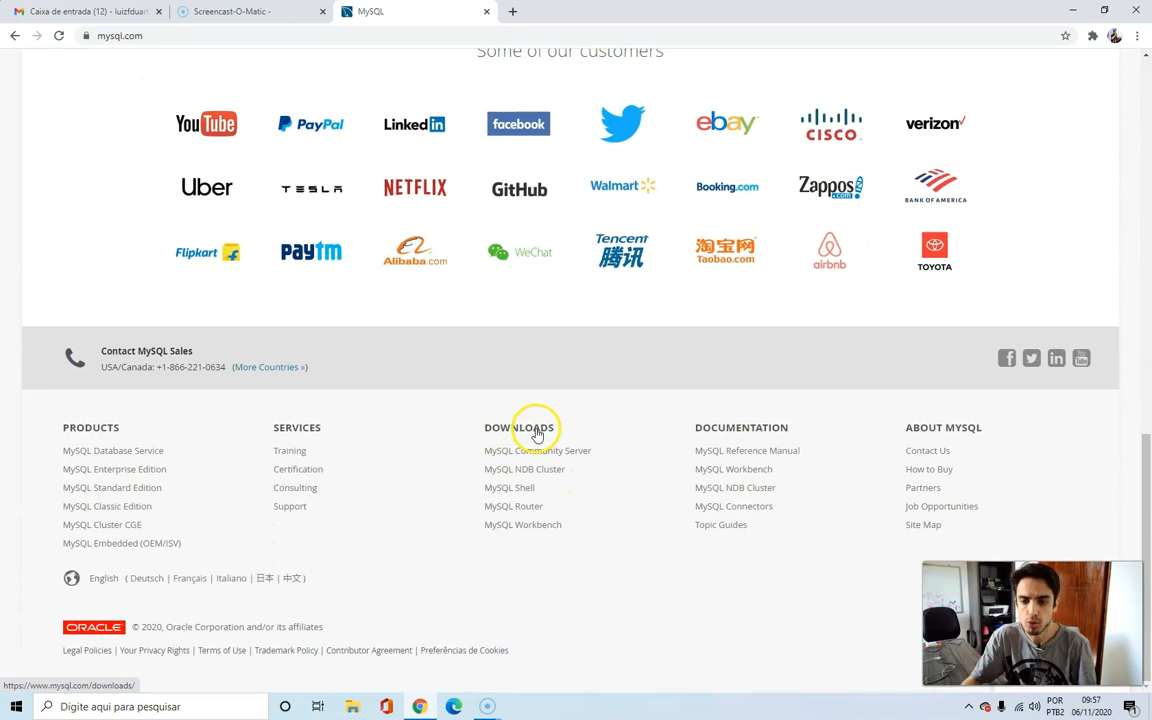 Caixa de entrada (12) - luizfduart
Screencast-O-Matic -
MySQL
mysql.com
Some of our customers
YouTube PayPal Linked in facebook ebay CISCO verizon
Uber TESLA NETFLIX GitHub Walmart Booking.com Zappos.com BANK OF AMERICA
Flipkart paytm Alibaba.com WeChat Tencent 腾讯 淘宝网 Taobao.com airbnb TOYOTA
Contact MySQL Sales
USA/Canada: +1-866-221-0634 (More Countries »)
PRODUCTS SERVICES DOWNLOADS DOCUMENTATION ABOUT MYSQL
MySQL Database Service Training MySQL Community Server MySQL Reference Manual Contact Us
MySQL Enterprise Edition Certification MySQL NDB Cluster MySQL Workbench How to Buy
MySQL Standard Edition Consulting MySQL Shell MySQL NDB Cluster Partners
MySQL Classic Edition Support MySQL Router MySQL Connectors Job Opportunities
MySQL Cluster CGE MySQL Workbench Topic Guides Site Map
MySQL Embedded (OEM/ISV)
English ( Deutsch | Français | Italiano | 日本 | 中文 )
ORACLE © 2020, Oracle Corporation and/or its affiliates
Legal Policies | Your Privacy Rights | Terms of Use | Trademark Policy | Contributor Agreement | Preferências de Cookies
https://www.mysql.com/downloads/
Digite aqui para pesquisar
POR
PTB2
09:57
06/11/2020